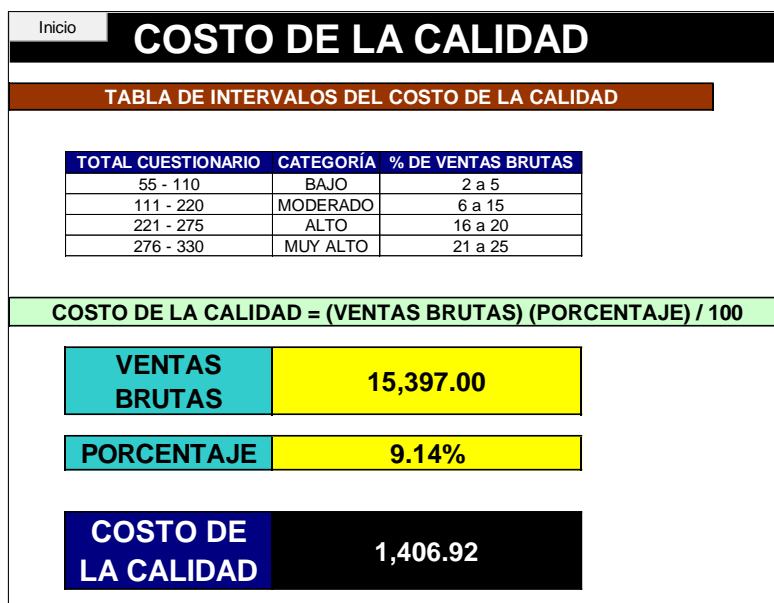 Inicio
COSTO DE LA CALIDAD
TABLA DE INTERVALOS DEL COSTO DE LA CALIDAD
TOTAL CUESTIONARIO CATEGORÍA % DE VENTAS BRUTAS
55 - 110 BAJO 2 a 5
111 - 220 MODERADO 6 a 15
221 - 275 ALTO 16 a 20
276 - 330 MUY ALTO 21 a 25
COSTO DE LA CALIDAD = (VENTAS BRUTAS) (PORCENTAJE) / 100
VENTAS
BRUTAS
15,397.00
PORCENTAJE 9.14%
COSTO DE
LA CALIDAD
1,406.92